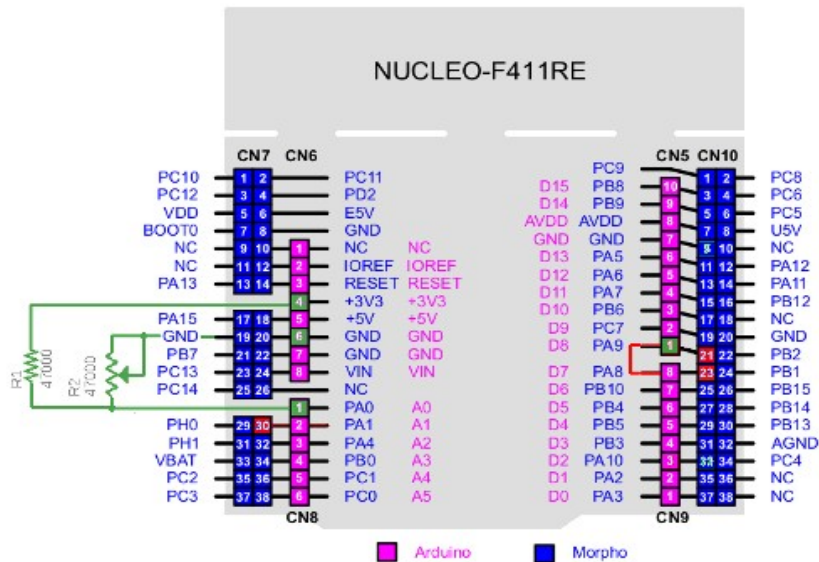 NUCLEO-F411RE
CN7 CN6
CN5 CN10
PC10 1 2 PC11
PC12 3 4 PD2
VDD 5 6 E5V
BOOT0 7 8 GND
NC 9 10 1 NC NC
NC 11 12 2 IOREF IOREF
PA13 13 14 3 RESET RESET
4 +3V3 +3V3
PA15 17 18 5 +5V +5V
GND 19 20 6 GND GND
PB7 21 22 7 GND GND
PC13 23 24 8 VIN VIN
PC14 25 26 NC
1 PA0 A0
PH0 29 30 2 PA1 A1
PH1 31 32 3 PA4 A2
VBAT 33 34 4 PB0 A3
PC2 35 36 5 PC1 A4
PC3 37 38 6 PC0 A5
CN8
R1
47000
R2
47000
PC9 1 2 PC8
D15 PB8 10 3 4 PC6
D14 PB9 9 5 6 PC5
AVDD AVDD 8 7 8 U5V
GND GND 7 9 10 NC
D13 PA5 6 11 12 PA12
D12 PA6 5 13 14 PA11
D11 PA7 4 15 16 PB12
D10 PB6 3 17 18 NC
D9 PC7 2 19 20 GND
D8 PA9 1 21 22 PB2
D7 PA8 8 23 24 PB1
D6 PB10 7 25 26 PB15
D5 PB4 6 27 28 PB14
D4 PB5 5 29 30 PB13
D3 PB3 4 31 32 AGND
D2 PA10 3 33 34 PC4
D1 PA2 2 35 36 NC
D0 PA3 1 37 38 NC
CN9
Arduino
Morpho